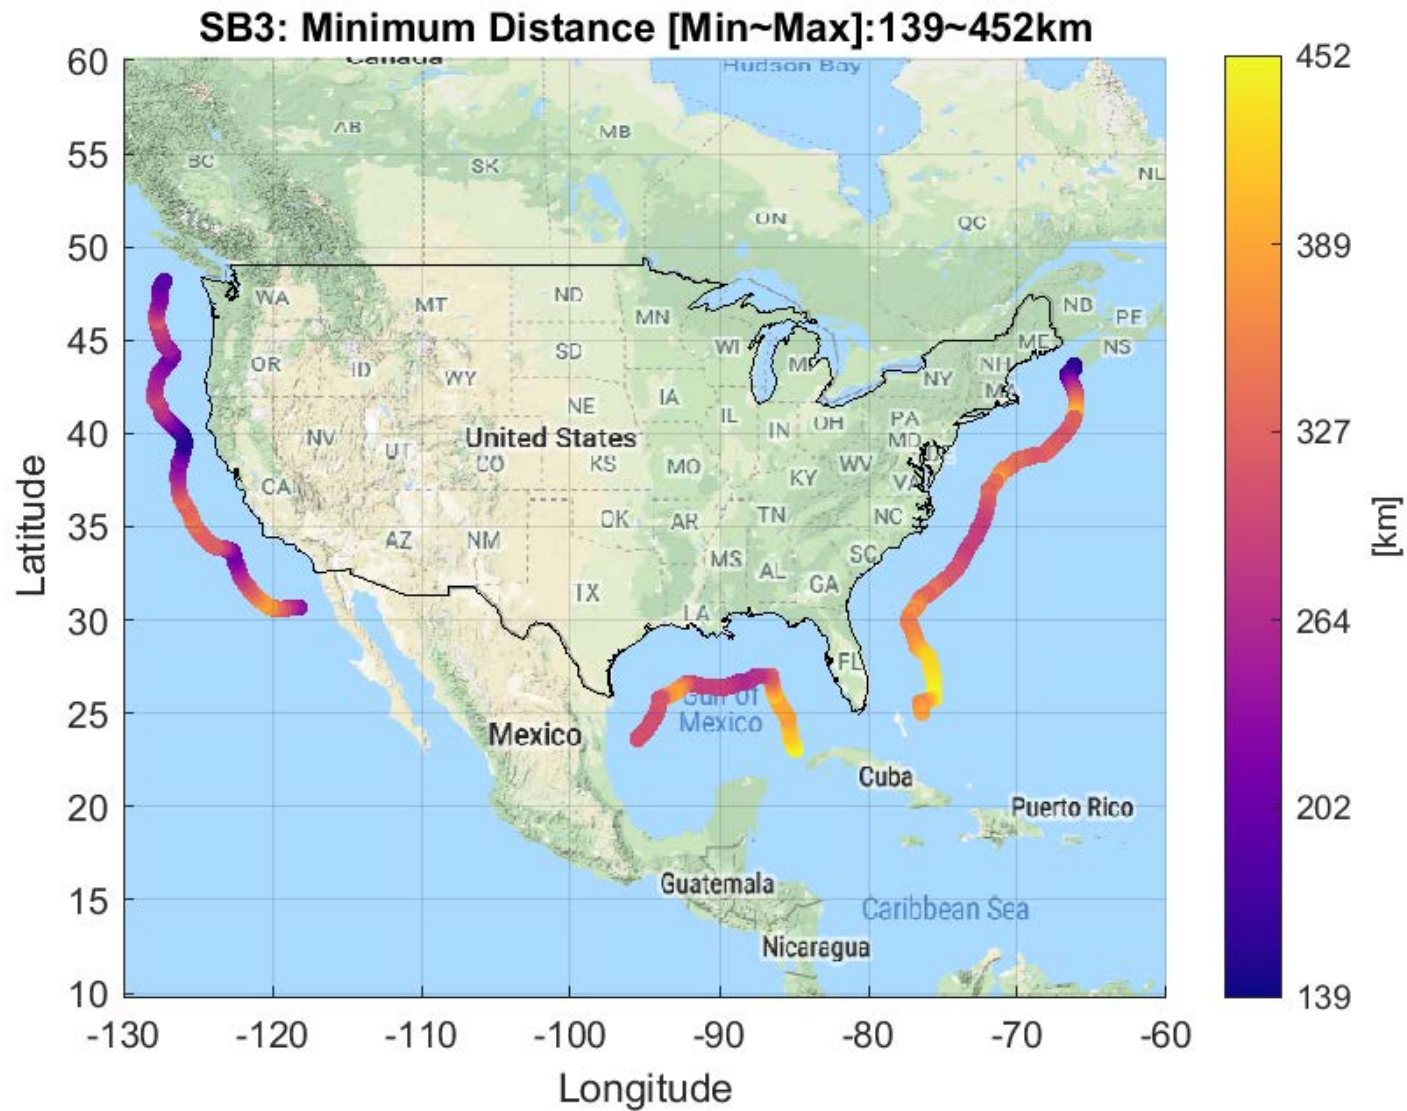 SB3: Minimum Distance [Min~Max]:139~452km
Canada
Hudson Bay
AB
MB
BC
SK
NL
ON
QC
WA
MT
ND
MN
NB
PE
OR
ID
SD
WI
MI
ME
NS
WY
NH
NY
MA
NE
IA
IL
IN
OH
PA
MD
NV
UT
CO
United States
KS
MO
KY
WV
VA
CA
OK
AR
TN
NC
AZ
NM
MS
AL
SC
GA
TX
LA
FL
Gulf of
Mexico
Mexico
Cuba
Puerto Rico
Guatemala
Caribbean Sea
Nicaragua
60
55
50
45
40
35
30
25
20
15
10
Latitude
-130
-120
-110
-100
-90
-80
-70
-60
Longitude
452
389
327
264
202
139
[km]